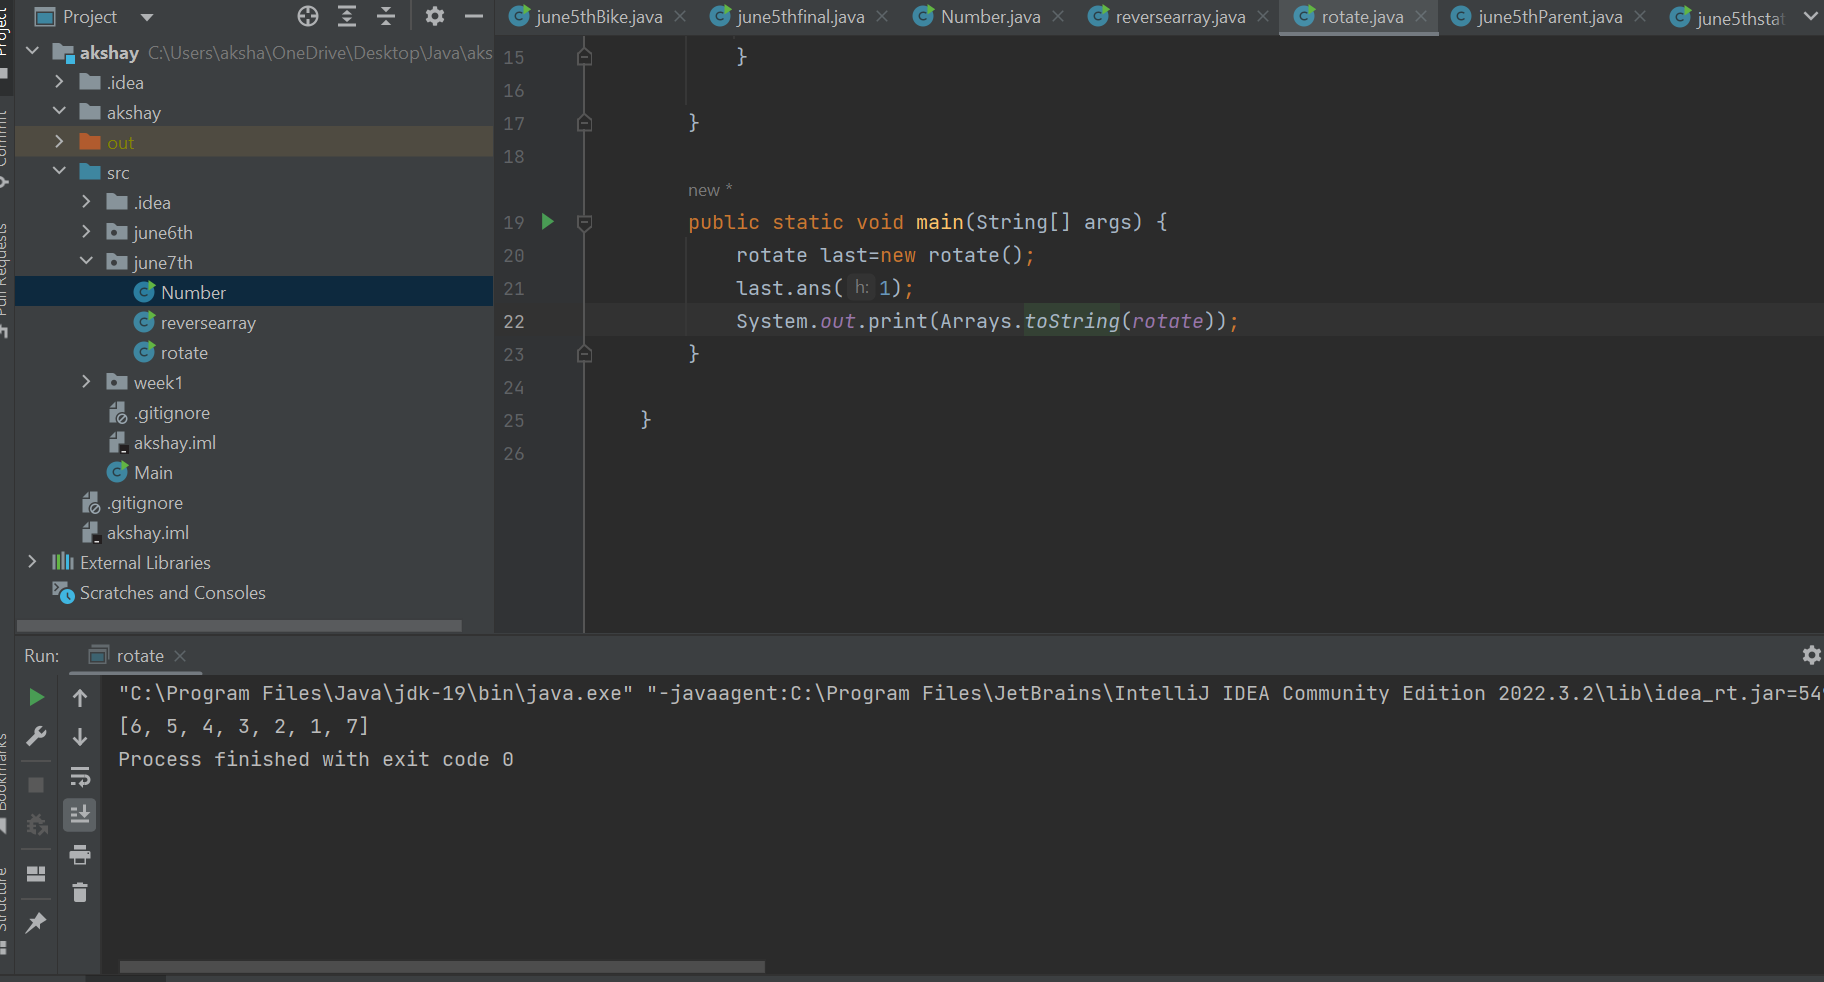 Project
june5thBike.java
june5thfinal.java
Number.java
reversearray.java
rotate.java
june5thParent.java
june5thstat
Project
Commit
Pull Requests
Bookmarks
Structure
akshay C:\Users\aksha\OneDrive\Desktop\Java\aks
.idea
akshay
out
src
.idea
june6th
june7th
Number
reversearray
rotate
week1
.gitignore
akshay.iml
Main
.gitignore
akshay.iml
External Libraries
Scratches and Consoles
15 }
16
17 }
18
new *
19 public static void main(String[] args) {
20 rotate last=new rotate();
21 last.ans( h: 1);
22 System.out.print(Arrays.toString(rotate));
23 }
24
25 }
26
Run: rotate
"C:\Program Files\Java\jdk-19\bin\java.exe" "-javaagent:C:\Program Files\JetBrains\IntelliJ IDEA Community Edition 2022.3.2\lib\idea_rt.jar=549
[6, 5, 4, 3, 2, 1, 7]
Process finished with exit code 0